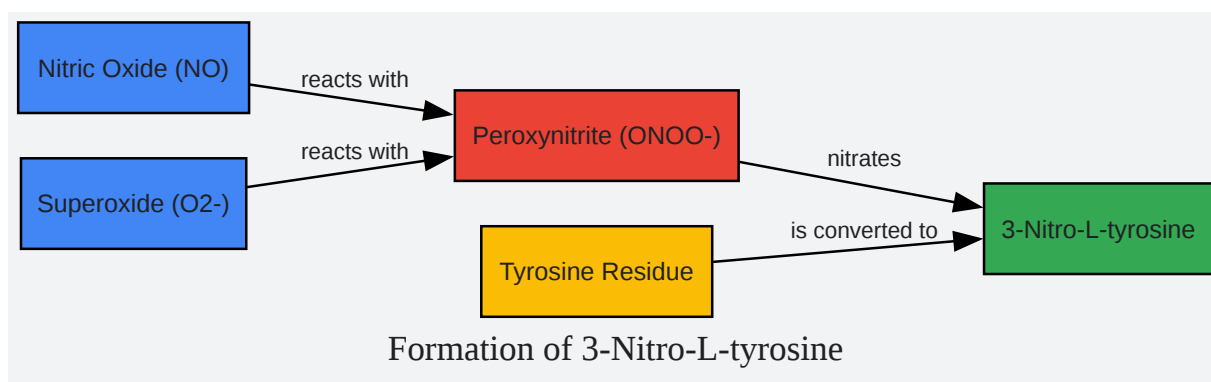 Nitric Oxide (NO)
reacts with
Superoxide (O2-)
reacts with
Peroxynitrite (ONOO-)
nitrates
Tyrosine Residue
is converted to
3-Nitro-L-tyrosine
Formation of 3-Nitro-L-tyrosine